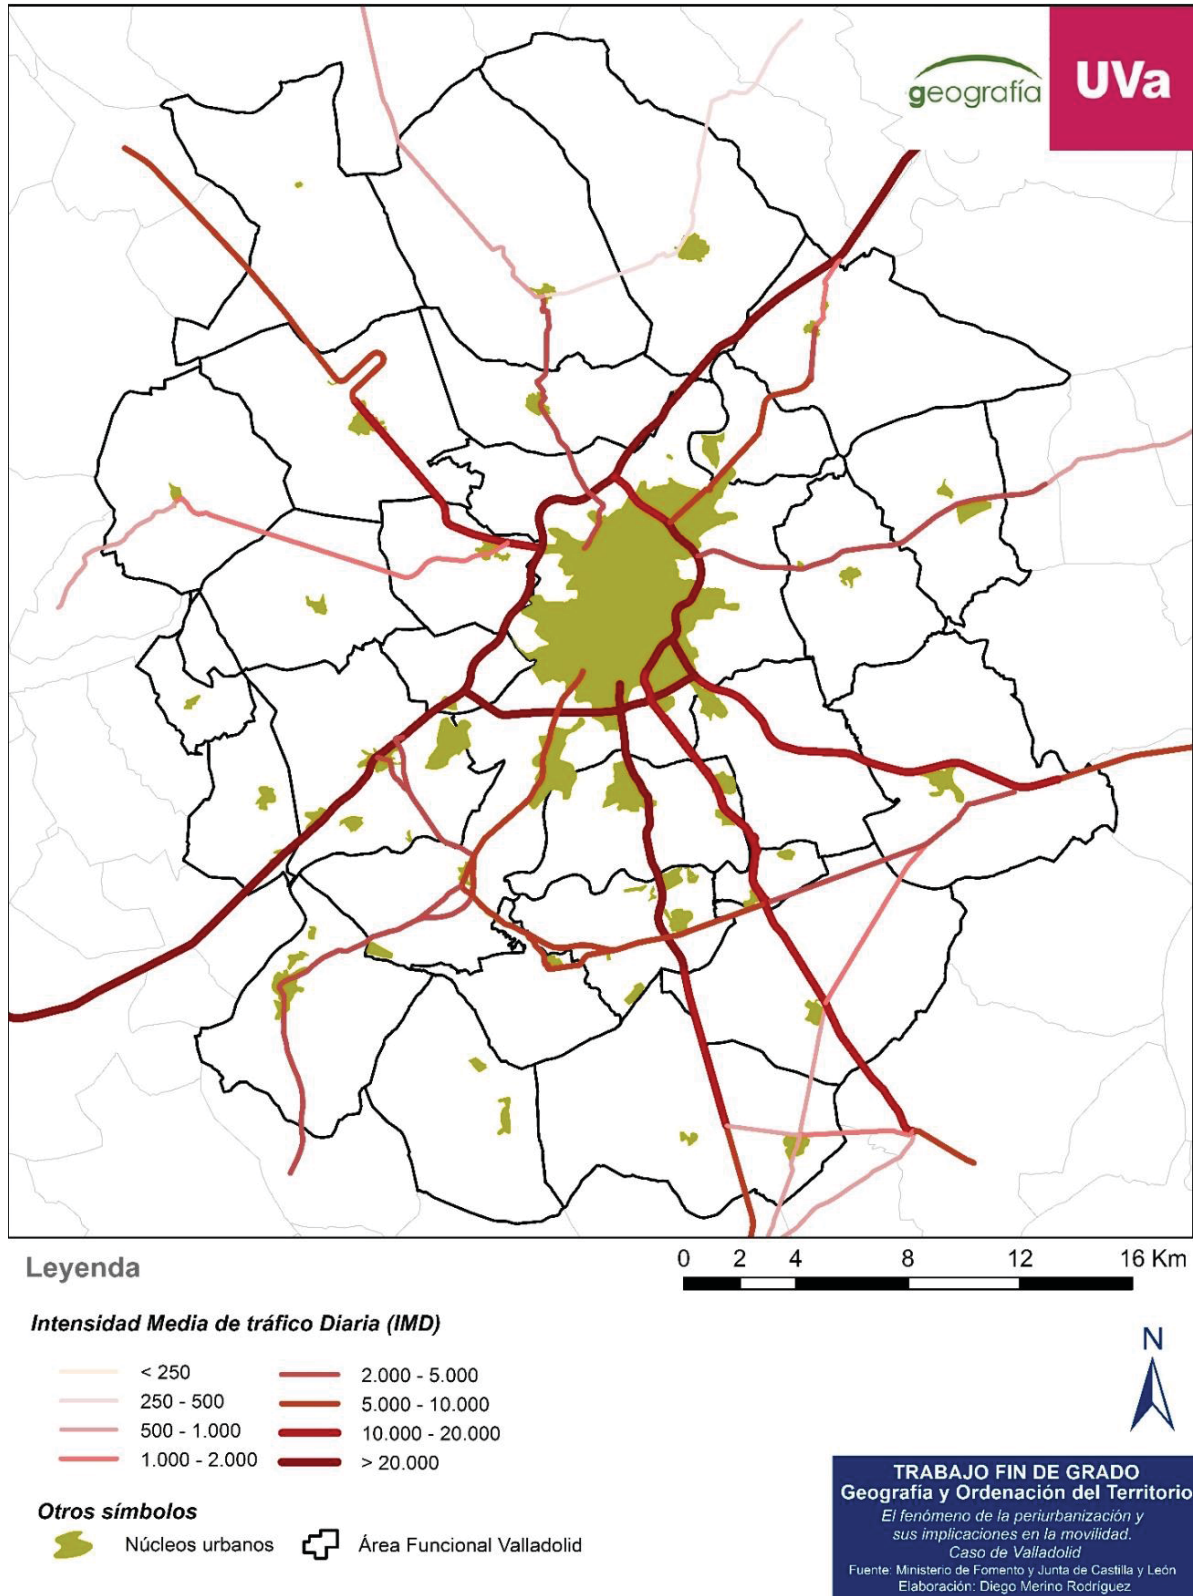 geografía
UVa
Leyenda
0 2 4 8 12 16 Km
Intensidad Media de tráfico Diaria (IMD)
< 250
250 - 500
500 - 1.000
1.000 - 2.000
2.000 - 5.000
5.000 - 10.000
10.000 - 20.000
> 20.000
N
Otros símbolos
Núcleos urbanos
Área Funcional Valladolid
TRABAJO FIN DE GRADO
Geografía y Ordenación del Territorio
El fenómeno de la periurbanización y
sus implicaciones en la movilidad.
Caso de Valladolid
Fuente: Ministerio de Fomento y Junta de Castilla y León
Elaboración: Diego Merino Rodríguez